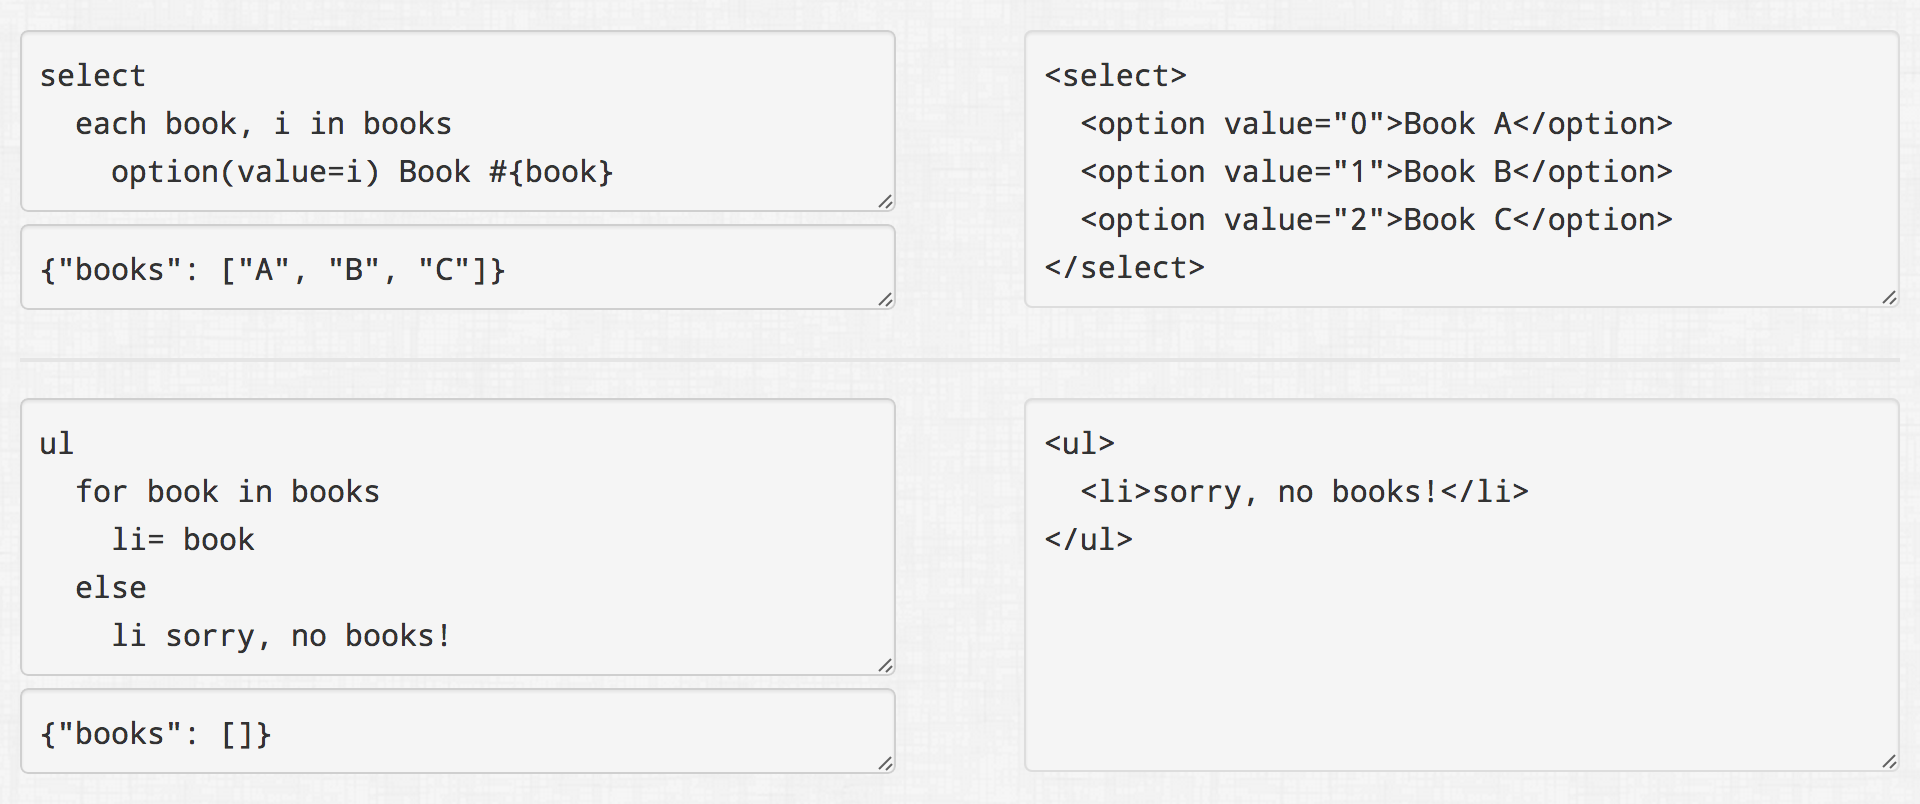 select
  each book, i in books
    option(value=i) Book #{book}
{"books": ["A", "B", "C"]}
<select>
  <option value="0">Book A</option>
  <option value="1">Book B</option>
  <option value="2">Book C</option>
</select>
ul
  for book in books
    li= book
  else
    li sorry, no books!
{"books": []}
<ul>
  <li>sorry, no books!</li>
</ul>